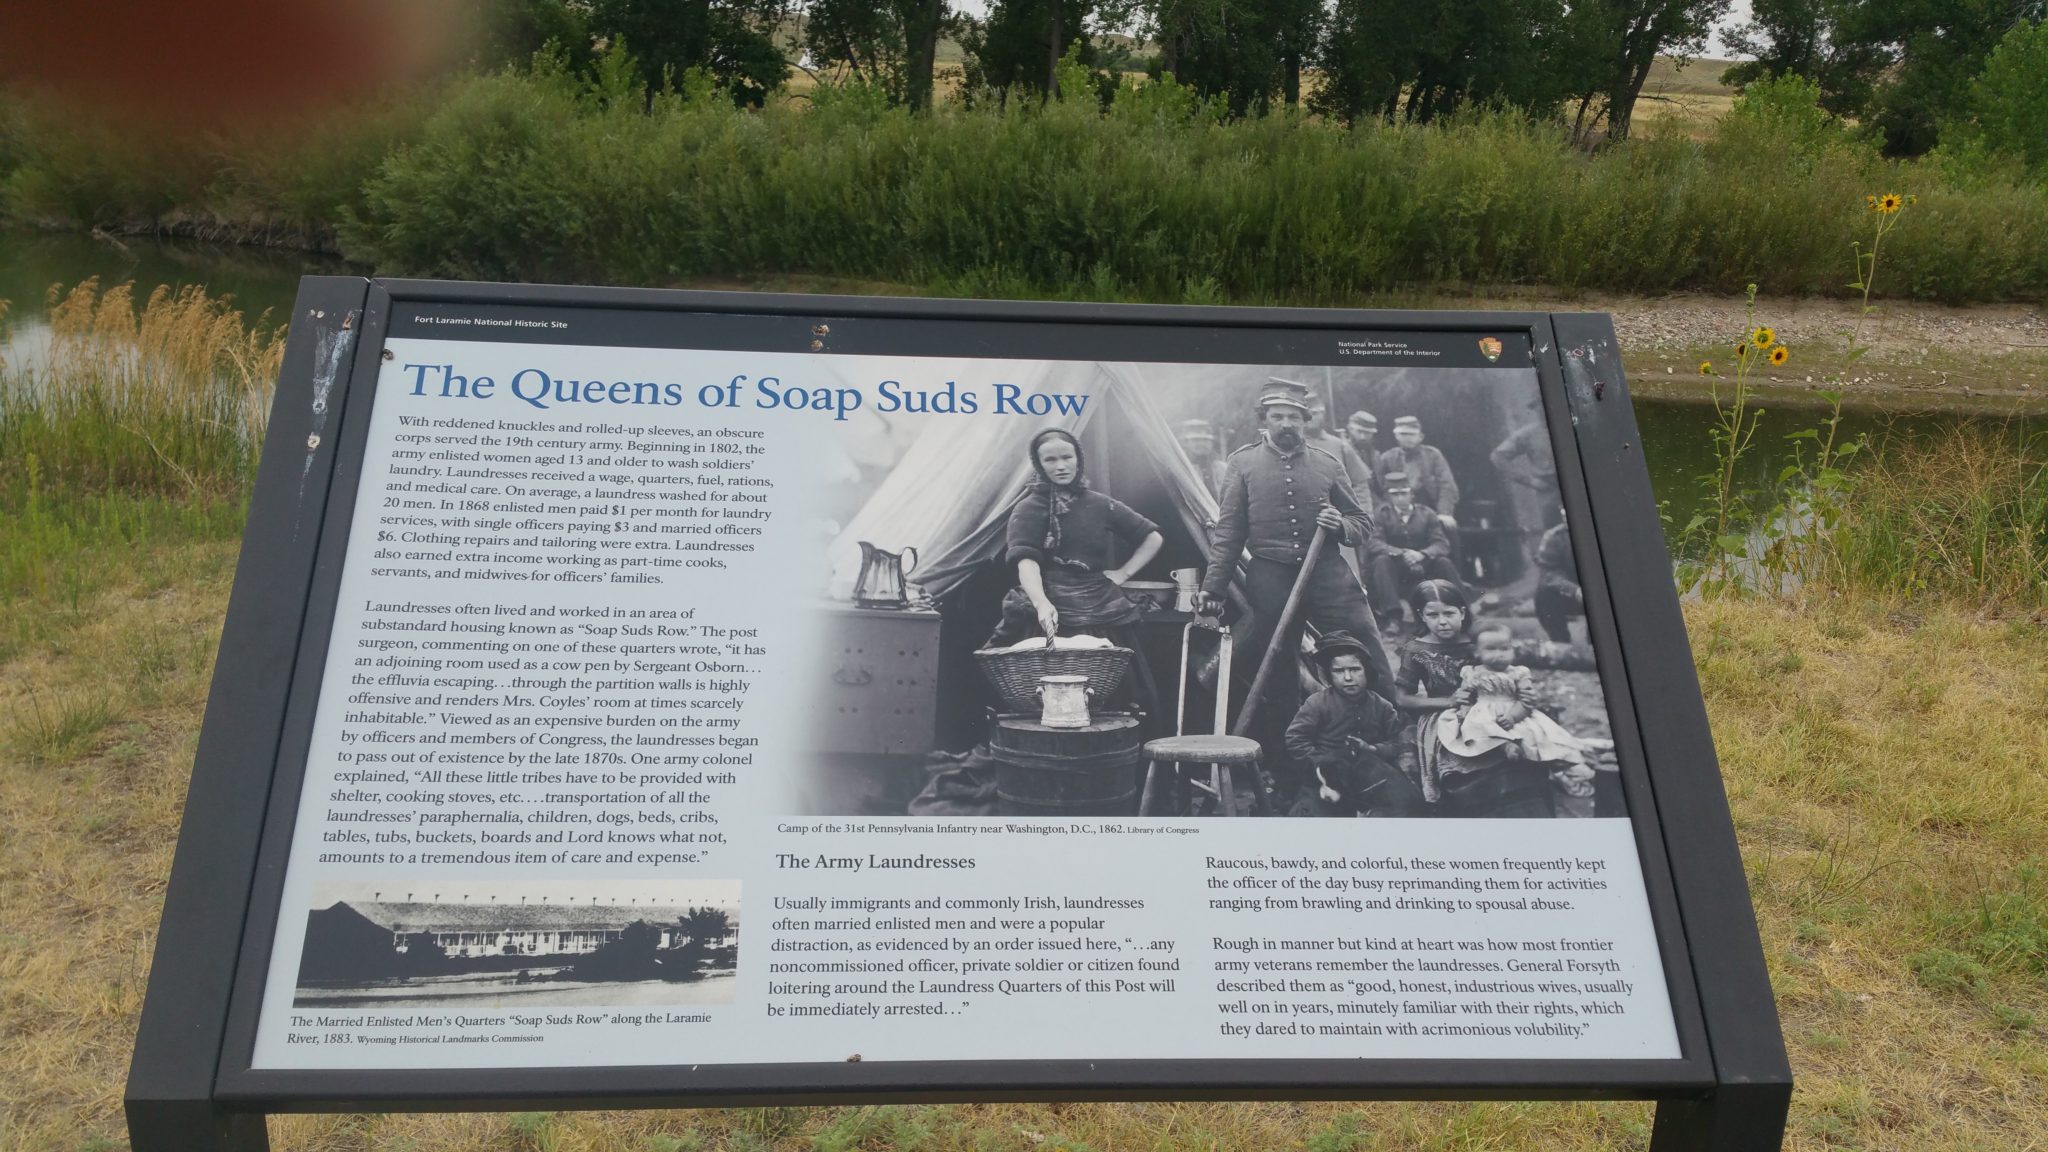 Fort Laramie National Historic Site
National Park Service
U.S. Department of the Interior
The Queens of Soap Suds Row
With reddened knuckles and rolled-up sleeves, an obscure
corps served the 19th century army. Beginning in 1802, the
army enlisted women aged 13 and older to wash soldiers’
laundry. Laundresses received a wage, quarters, fuel, rations,
and medical care. On average, a laundress washed for about
20 men. In 1868 enlisted men paid $1 per month for laundry
services, with single officers paying $3 and married officers
$6. Clothing repairs and tailoring were extra. Laundresses
also earned extra income working as part-time cooks,
servants, and midwives for officers’ families.
Laundresses often lived and worked in an area of
substandard housing known as “Soap Suds Row.” The post
surgeon, commenting on one of these quarters wrote, “it has
an adjoining room used as a cow pen by Sergeant Osborn…
the effluvia escaping…through the partition walls is highly
offensive and renders Mrs. Coyles’ room at times scarcely
inhabitable.” Viewed as an expensive burden on the army
by officers and members of Congress, the laundresses began
to pass out of existence by the late 1870s. One army colonel
explained, “All these little tribes have to be provided with
shelter, cooking stoves, etc.…transportation of all the
laundresses’ paraphernalia, children, dogs, beds, cribs,
tables, tubs, buckets, boards and Lord knows what not,
amounts to a tremendous item of care and expense.”
The Married Enlisted Men’s Quarters “Soap Suds Row” along the Laramie
River, 1883. Wyoming Historical Landmarks Commission
Camp of the 31st Pennsylvania Infantry near Washington, D.C., 1862. Library of Congress
The Army Laundresses
Usually immigrants and commonly Irish, laundresses
often married enlisted men and were a popular
distraction, as evidenced by an order issued here, “…any
noncommissioned officer, private soldier or citizen found
loitering around the Laundress Quarters of this Post will
be immediately arrested…”
Raucous, bawdy, and colorful, these women frequently kept
the officer of the day busy reprimanding them for activities
ranging from brawling and drinking to spousal abuse.
Rough in manner but kind at heart was how most frontier
army veterans remember the laundresses. General Forsyth
described them as “good, honest, industrious wives, usually
well on in years, minutely familiar with their rights, which
they dared to maintain with acrimonious volubility.”